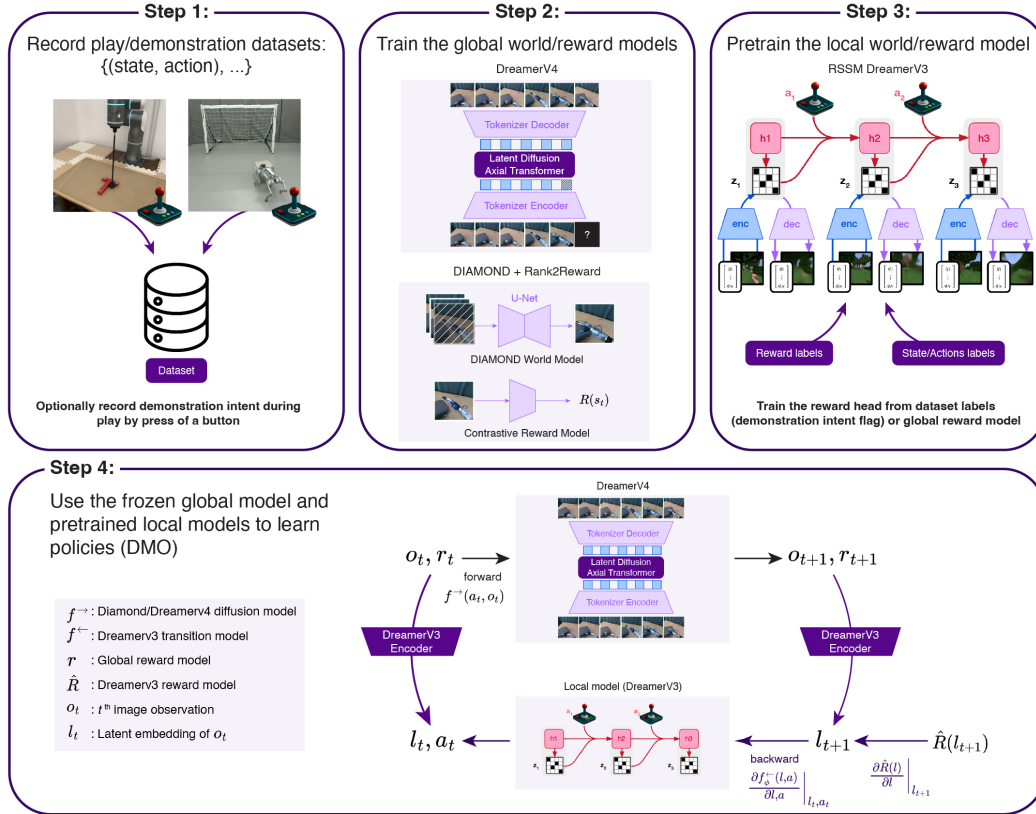 Step 1:
Record play/demonstration datasets:
{(state, action), ...}
Dataset
Optionally record demonstration intent during
play by press of a button
Step 2:
Train the global world/reward models
DreamerV4
Tokenizer Decoder
Latent Diffusion
Axial Transformer
Tokenizer Encoder
?
DIAMOND + Rank2Reward
U-Net
DIAMOND World Model
R(s_t)
Contrastive Reward Model
Step 3:
Pretrain the local world/reward model
RSSM DreamerV3
a_1 a_2
h1 h2 h3
z_1 z_2 z_3
enc dec enc dec enc dec
Reward labels State/Actions labels
Train the reward head from dataset labels
(demonstration intent flag) or global reward model
Step 4:
Use the frozen global model and
pretrained local models to learn
policies (DMO)
f^→ : Diamond/Dreamerv4 diffusion model
f^← : Dreamerv3 transition model
r : Global reward model
R̂ : Dreamerv3 reward model
o_t : t^th image observation
l_t : Latent embedding of o_t
DreamerV4
Tokenizer Decoder
Latent Diffusion
Axial Transformer
Tokenizer Encoder
o_t, r_t
forward
f^→(a_t, o_t)
o_{t+1}, r_{t+1}
DreamerV3
Encoder
DreamerV3
Encoder
Local model (DreamerV3)
h1 h2 h3
z_1 z_2 z_3
l_t, a_t
l_{t+1}
R̂(l_{t+1})
backward
∂f_ϕ^←(l,a)/∂l,a |_{l_t,a_t}
∂R̂(l)/∂l |_{l_{t+1}}